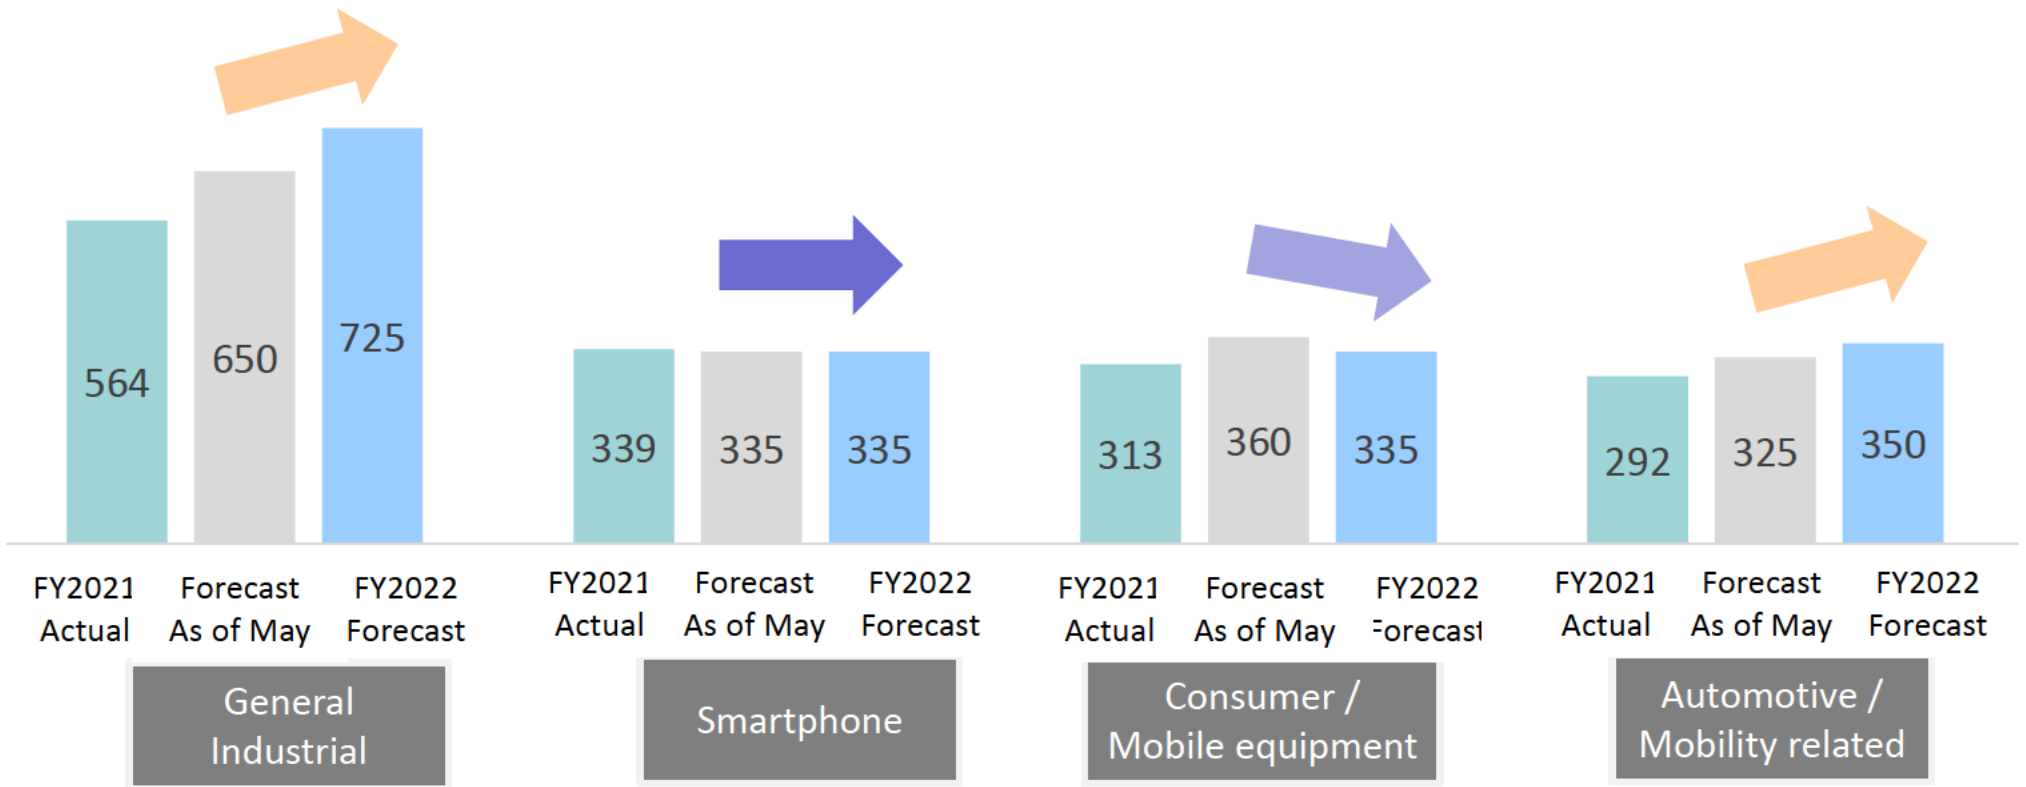 564
650
725
339
335
335
313
360
335
292
325
350
FY2021
Actual
Forecast
As of May
FY2022
Forecast
FY2021
Actual
Forecast
As of May
FY2022
Forecast
FY2021
Actual
Forecast
As of May
FY2022
Forecast
FY2021
Actual
Forecast
As of May
FY2022
Forecast
General
Industrial
Smartphone
Consumer /
Mobile equipment
Automotive /
Mobility related